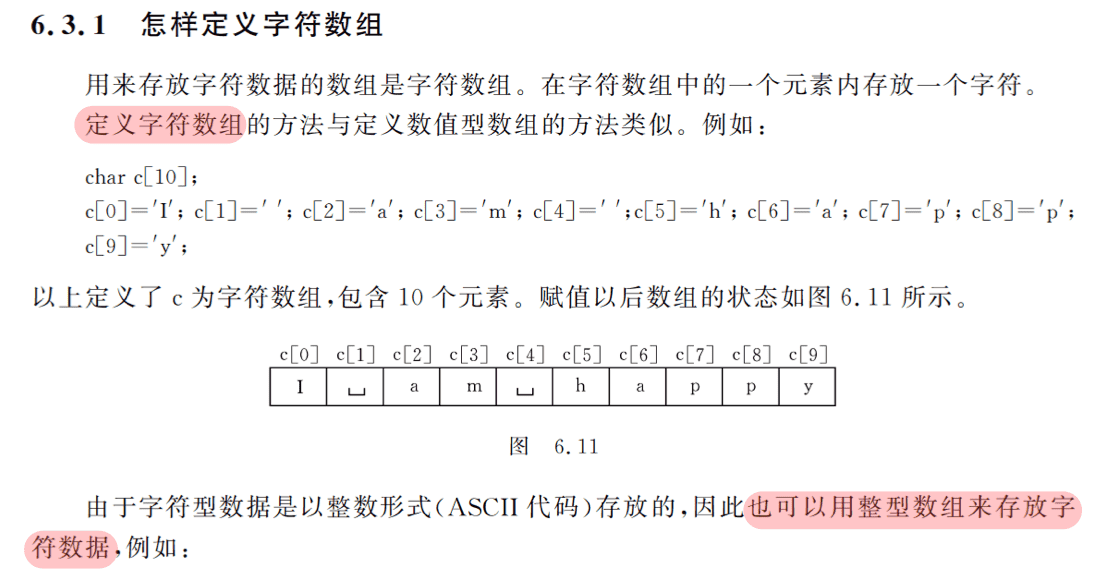 6.3.1 怎样定义字符数组
用来存放字符数据的数组是字符数组。在字符数组中的一个元素内存放一个字符。
定义字符数组的方法与定义数值型数组的方法类似。例如：
char c[10];
c[0]='I'; c[1]=' '; c[2]='a'; c[3]='m'; c[4]=' ';c[5]='h'; c[6]='a'; c[7]='p'; c[8]='p';
c[9]='y';
以上定义了 c 为字符数组,包含 10 个元素。赋值以后数组的状态如图 6.11 所示。
c[0] c[1] c[2] c[3] c[4] c[5] c[6] c[7] c[8] c[9]
I ␣ a m ␣ h a p p y
图 6.11
由于字符型数据是以整数形式(ASCII 代码)存放的,因此也可以用整型数组来存放字
符数据,例如：